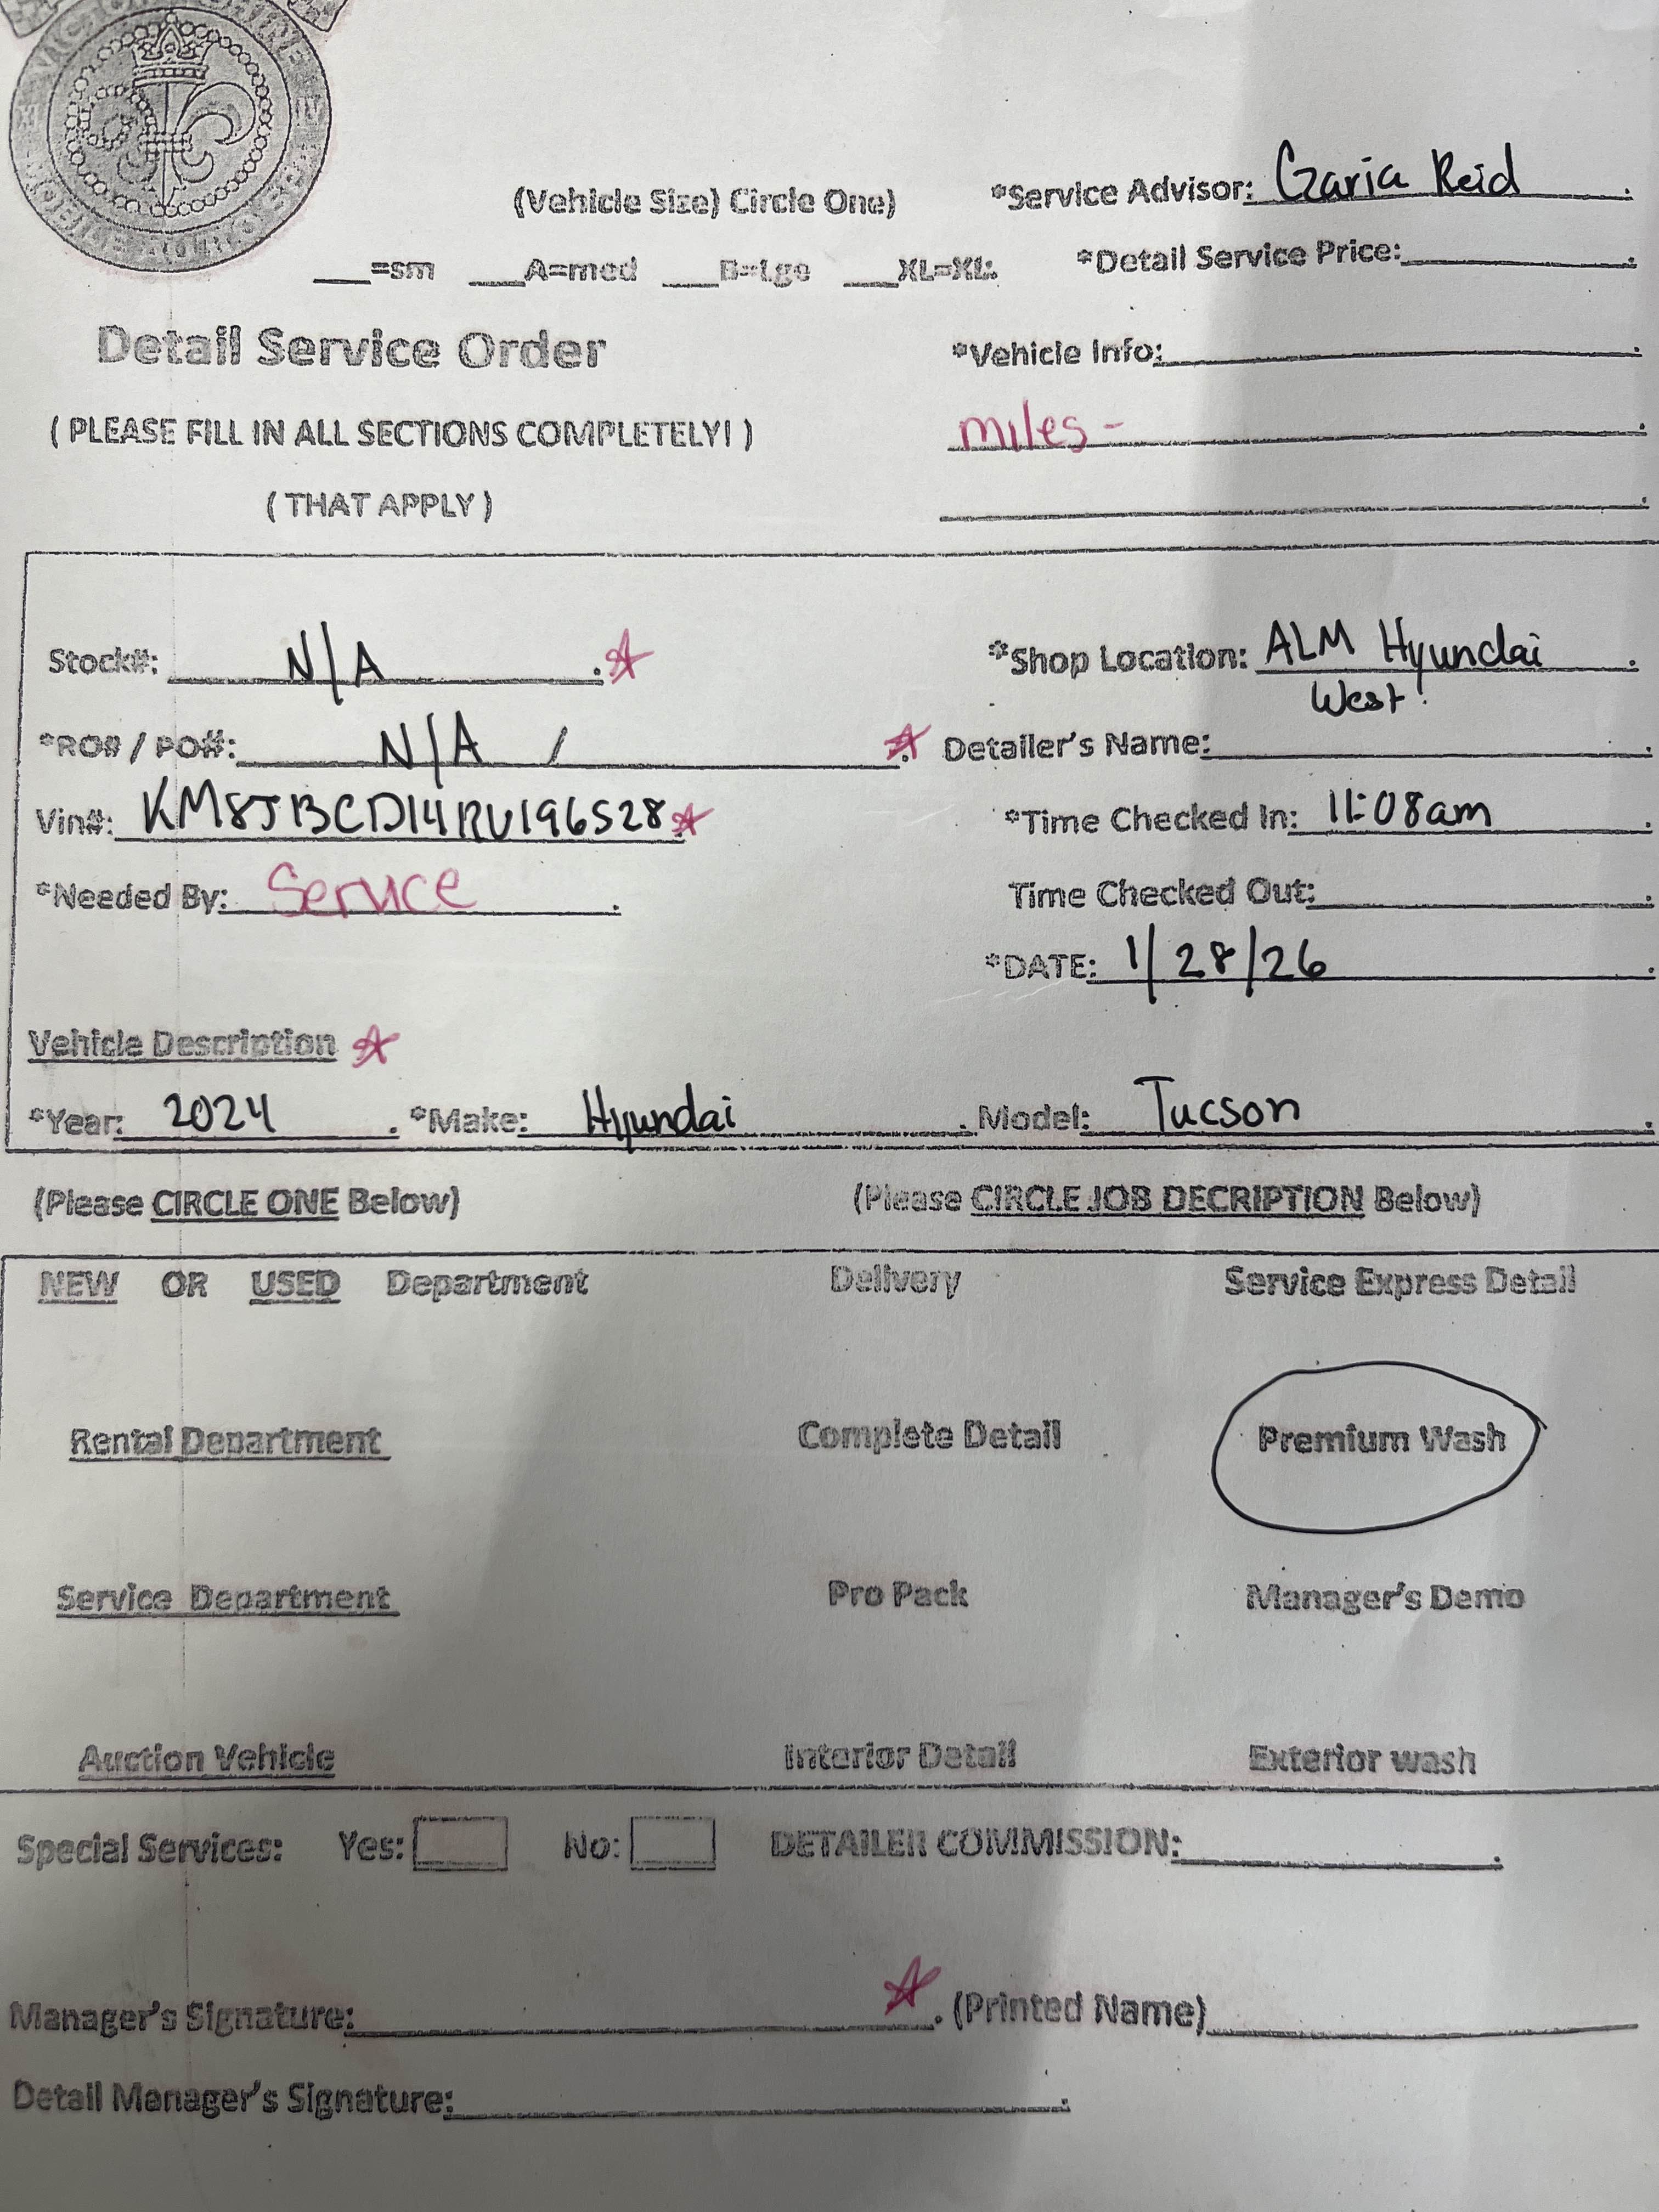 (Vehicle Size) Circle One)
*Service Advisor: Garia Reid.
___=sm ___A=med ___B=Lge ___XL=XL:
*Detail Service Price:
Detail Service Order
*Vehicle Info:
( PLEASE FILL IN ALL SECTIONS COMPLETELY! )
miles -
( THAT APPLY )
Stock#: N/A
*Shop Location: ALM Hyundai
West
*RO# / PO#: N/A /
Detailer's Name:
Vin#: KM8JBCD14RU196528
*Time Checked In: 11:08am
*Needed By: Service
Time Checked Out:
*DATE: 1/28/26
Vehicle Description
*Year: 2024. *Make: Hyundai. Model: Tucson.
(Please CIRCLE ONE Below)
(Please CIRCLE JOB DECRIPTION Below)
NEW OR USED Department
Delivery
Service Express Detail
Rental Department
Complete Detail
Premium Wash
Service Department
Pro Pack
Manager's Demo
Auction Vehicle
Interior Detail
Exterior wash
Special Services: Yes: No: DETAILER COMMISSION:
Manager's Signature: . (Printed Name)
Detail Manager's Signature: